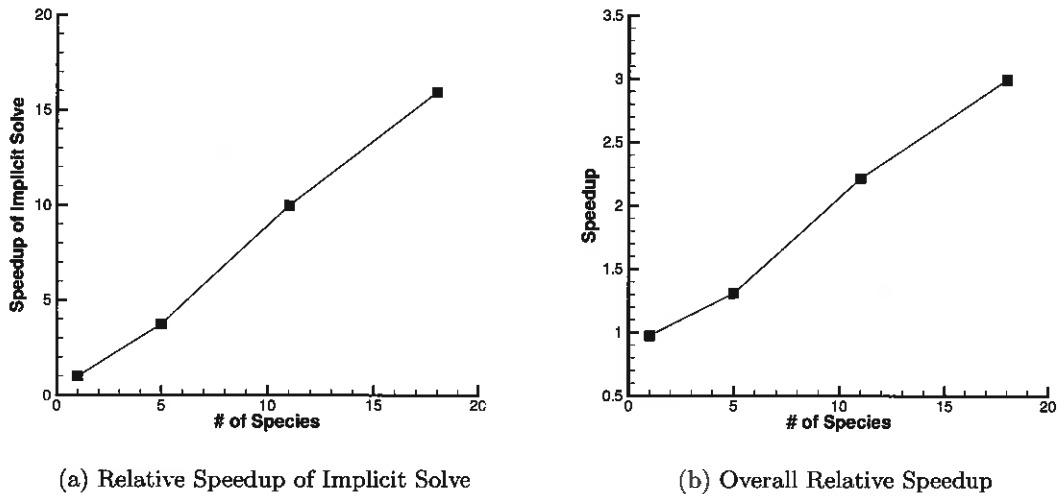 20
15
10
5
0
Speedup of Implicit Solve
0 5 10 15 20
# of Species
(a) Relative Speedup of Implicit Solve
3.5
3
2.5
2
1.5
1
0.5
Speedup
0 5 10 15 20
# of Species
(b) Overall Relative Speedup